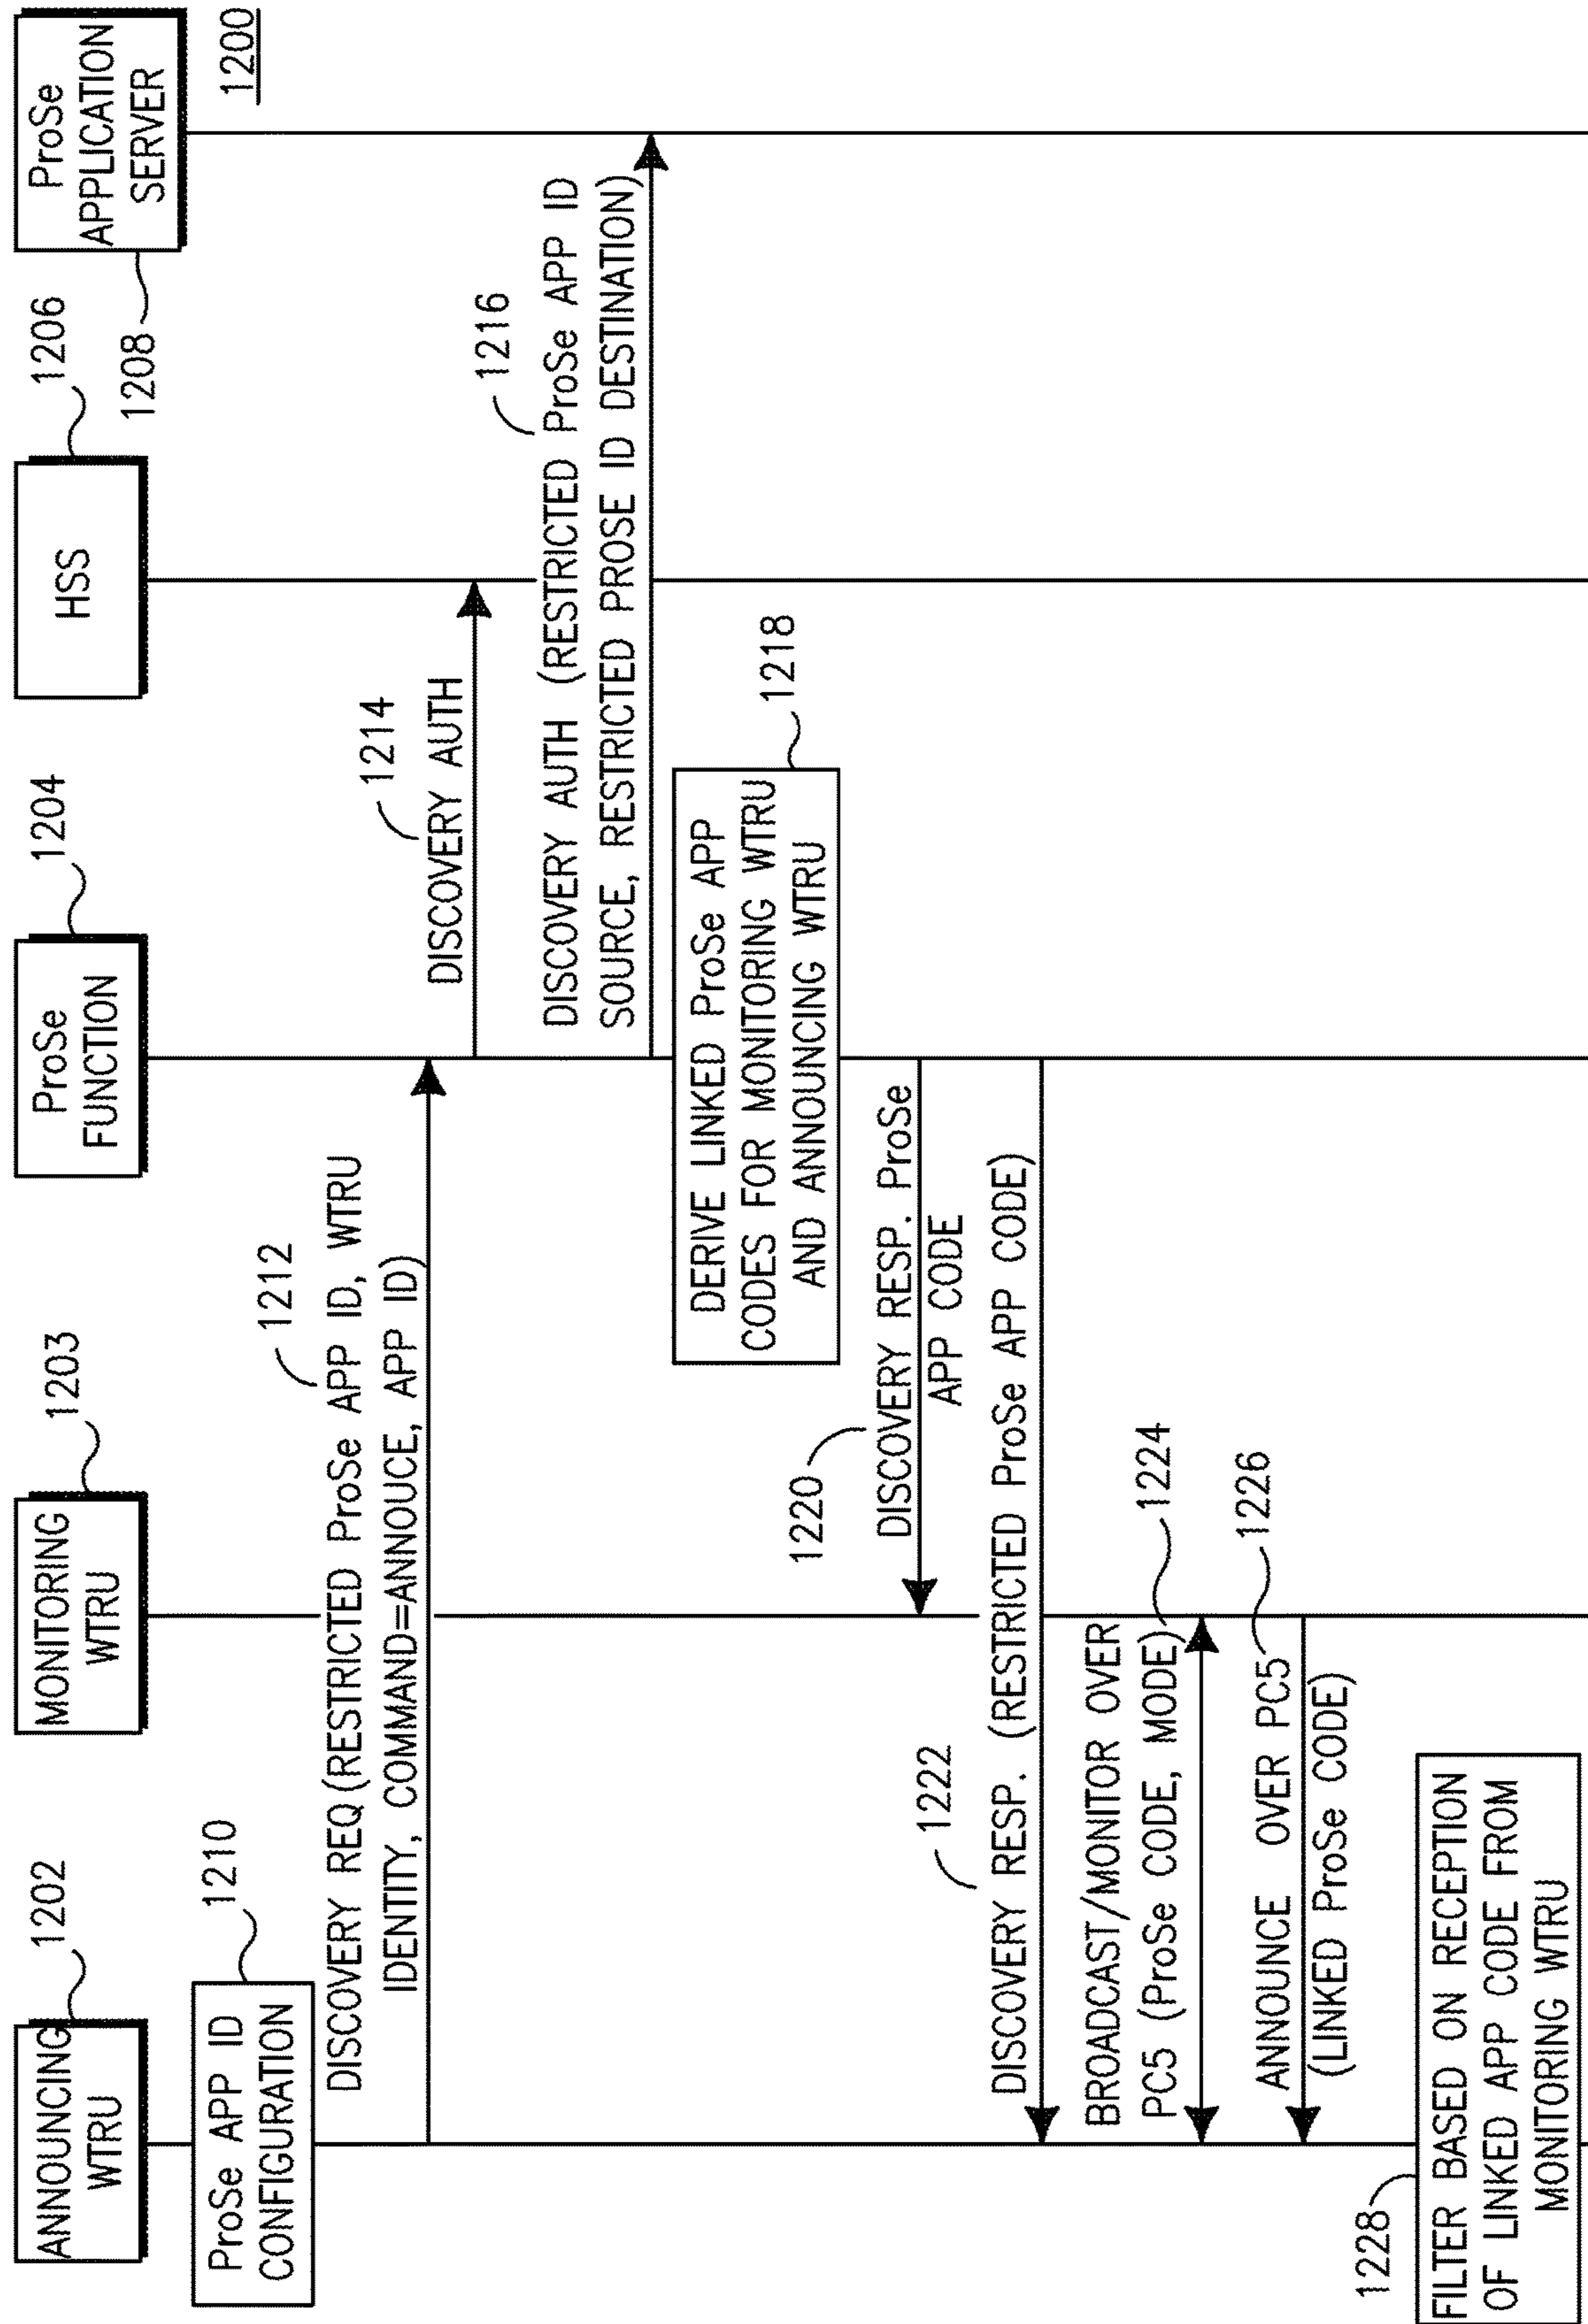 ANNOUNCING
WTRU
1202
MONITORING
WTRU
1203
ProSe
FUNCTION
1204
HSS
1206
ProSe
APPLICATION
SERVER
1208
1200
ProSe APP ID
CONFIGURATION
1210
1212
DISCOVERY REQ(RESTRICTED ProSe APP ID, WTRU
IDENTITY, COMMAND=ANNOUCE, APP ID)
1214
DISCOVERY AUTH
1216
DISCOVERY AUTH (RESTRICTED ProSe APP ID
SOURCE, RESTRICTED PROSE ID DESTINATION)
DERIVE LINKED ProSe APP
CODES FOR MONITORING WTRU
AND ANNOUNCING WTRU
1218
1220
DISCOVERY RESP. ProSe
APP CODE
1222
DISCOVERY RESP. (RESTRICTED ProSe APP CODE)
BROADCAST/MONITOR OVER
PC5 (ProSe CODE, MODE)
1224
ANNOUNCE OVER PC5
(LINKED ProSe CODE)
1226
1228
FILTER BASED ON RECEPTION
OF LINKED APP CODE FROM
MONITORING WTRU